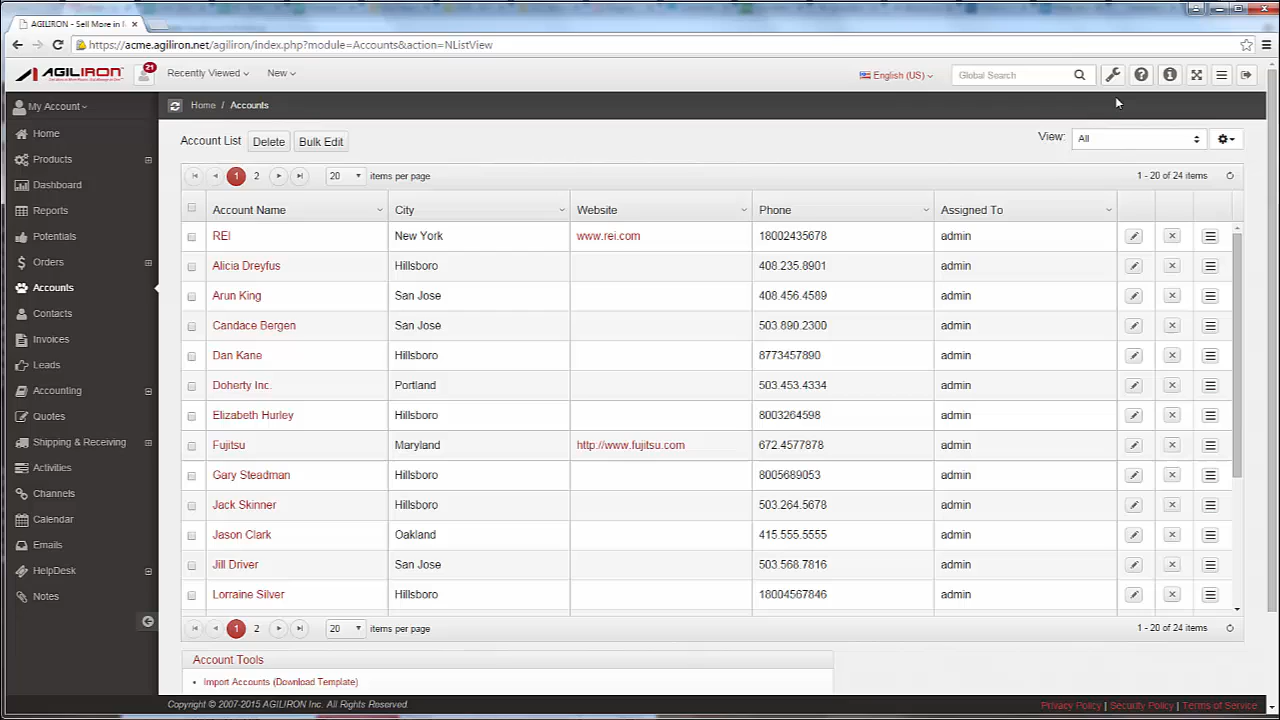 AGILIRON - Sell More in
https://acme.agiliron.net/agiliron/index.php?module=Accounts&action=NListView
AGILIRON
21
Recently Viewed
New
English (US)
Global Search
My Account
Home / Accounts
Home
Products
Dashboard
Reports
Potentials
Orders
Accounts
Contacts
Invoices
Leads
Accounting
Quotes
Shipping & Receiving
Activities
Channels
Calendar
Emails
HelpDesk
Notes
Account List Delete Bulk Edit
View: All
1 2 20 items per page 1 - 20 of 24 items
Account Name City Website Phone Assigned To
REI New York www.rei.com 18002435678 admin
Alicia Dreyfus Hillsboro 408.235.8901 admin
Arun King San Jose 408.456.4589 admin
Candace Bergen San Jose 503.890.2300 admin
Dan Kane Hillsboro 8773457890 admin
Doherty Inc. Portland 503.453.4334 admin
Elizabeth Hurley Hillsboro 8003264598 admin
Fujitsu Maryland http://www.fujitsu.com 672.4577878 admin
Gary Steadman Hillsboro 8005689053 admin
Jack Skinner Hillsboro 503.264.5678 admin
Jason Clark Oakland 415.555.5555 admin
Jill Driver San Jose 503.568.7816 admin
Lorraine Silver Hillsboro 18004567846 admin
1 2 20 items per page 1 - 20 of 24 items
Account Tools
Import Accounts (Download Template)
Copyright © 2007-2015 AGILIRON Inc. All Rights Reserved.
Privacy Policy | Security Policy | Terms of Service